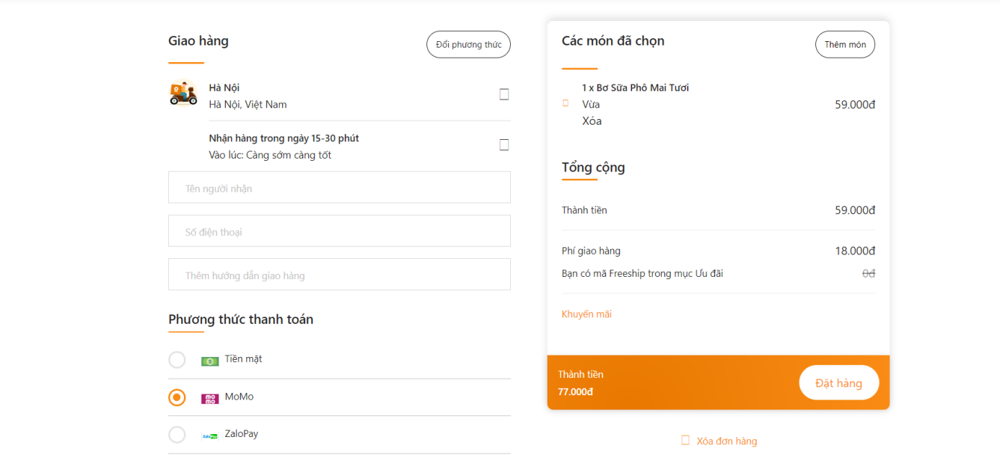 Giao hàng
Đổi phương thức
Hà Nội
Hà Nội, Việt Nam
Nhận hàng trong ngày 15-30 phút
Vào lúc: Càng sớm càng tốt
Tên người nhận
Số điện thoại
Thêm hướng dẫn giao hàng
Phương thức thanh toán
Tiền mặt
mo
mo
MoMo
ZaloPay
ZaloPay
Các món đã chọn
Thêm món
1 x Bơ Sữa Phô Mai Tươi
Vừa
59.000đ
Xóa
Tổng cộng
Thành tiền
59.000đ
Phí giao hàng
18.000đ
Bạn có mã Freeship trong mục Ưu đãi
0đ
Khuyến mãi
Thành tiền
77.000đ
Đặt hàng
Xóa đơn hàng